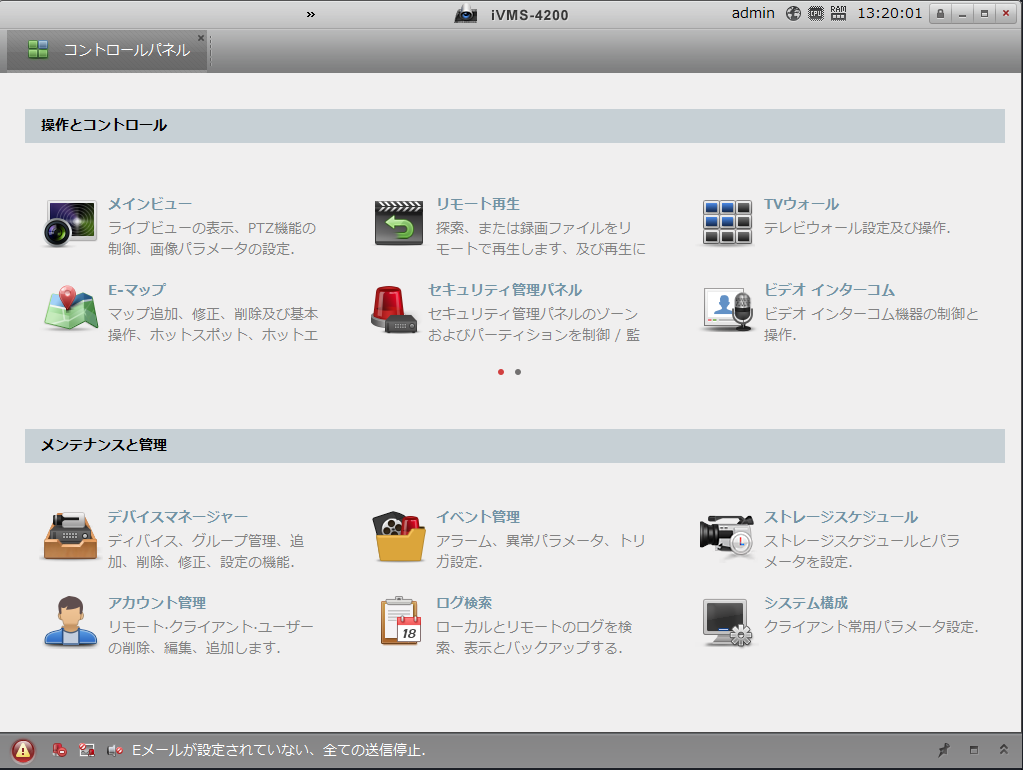 » iVMS-4200 admin CPU RAM 13:20:01
コントロールパネル
操作とコントロール
メインビュー
ライブビューの表示、PTZ機能の
制御、画像パラメータの設定.
リモート再生
探索、または録画ファイルをリ
モートで再生します、及び再生に
TVウォール
テレビウォール設定及び操作.
E-マップ
マップ追加、修正、削除及び基本
操作、ホットスポット、ホットエ
セキュリティ管理パネル
セキュリティ管理パネルのゾーン
およびパーティションを制御 / 監
ビデオ インターコム
ビデオ インターコム機器の制御と
操作.
メンテナンスと管理
デバイスマネージャー
ディバイス、グループ管理、追
加、削除、修正、設定の機能.
イベント管理
アラーム、異常パラメータ、トリ
ガ設定.
ストレージスケジュール
ストレージスケジュールとパラ
メータを設定.
アカウント管理
リモート·クライアント·ユーザー
の削除、編集、追加します.
ログ検索
18
ローカルとリモートのログを検
索、表示とバックアップする.
システム構成
クライアント常用パラメータ設定.
Eメールが設定されていない、全ての送信停止.